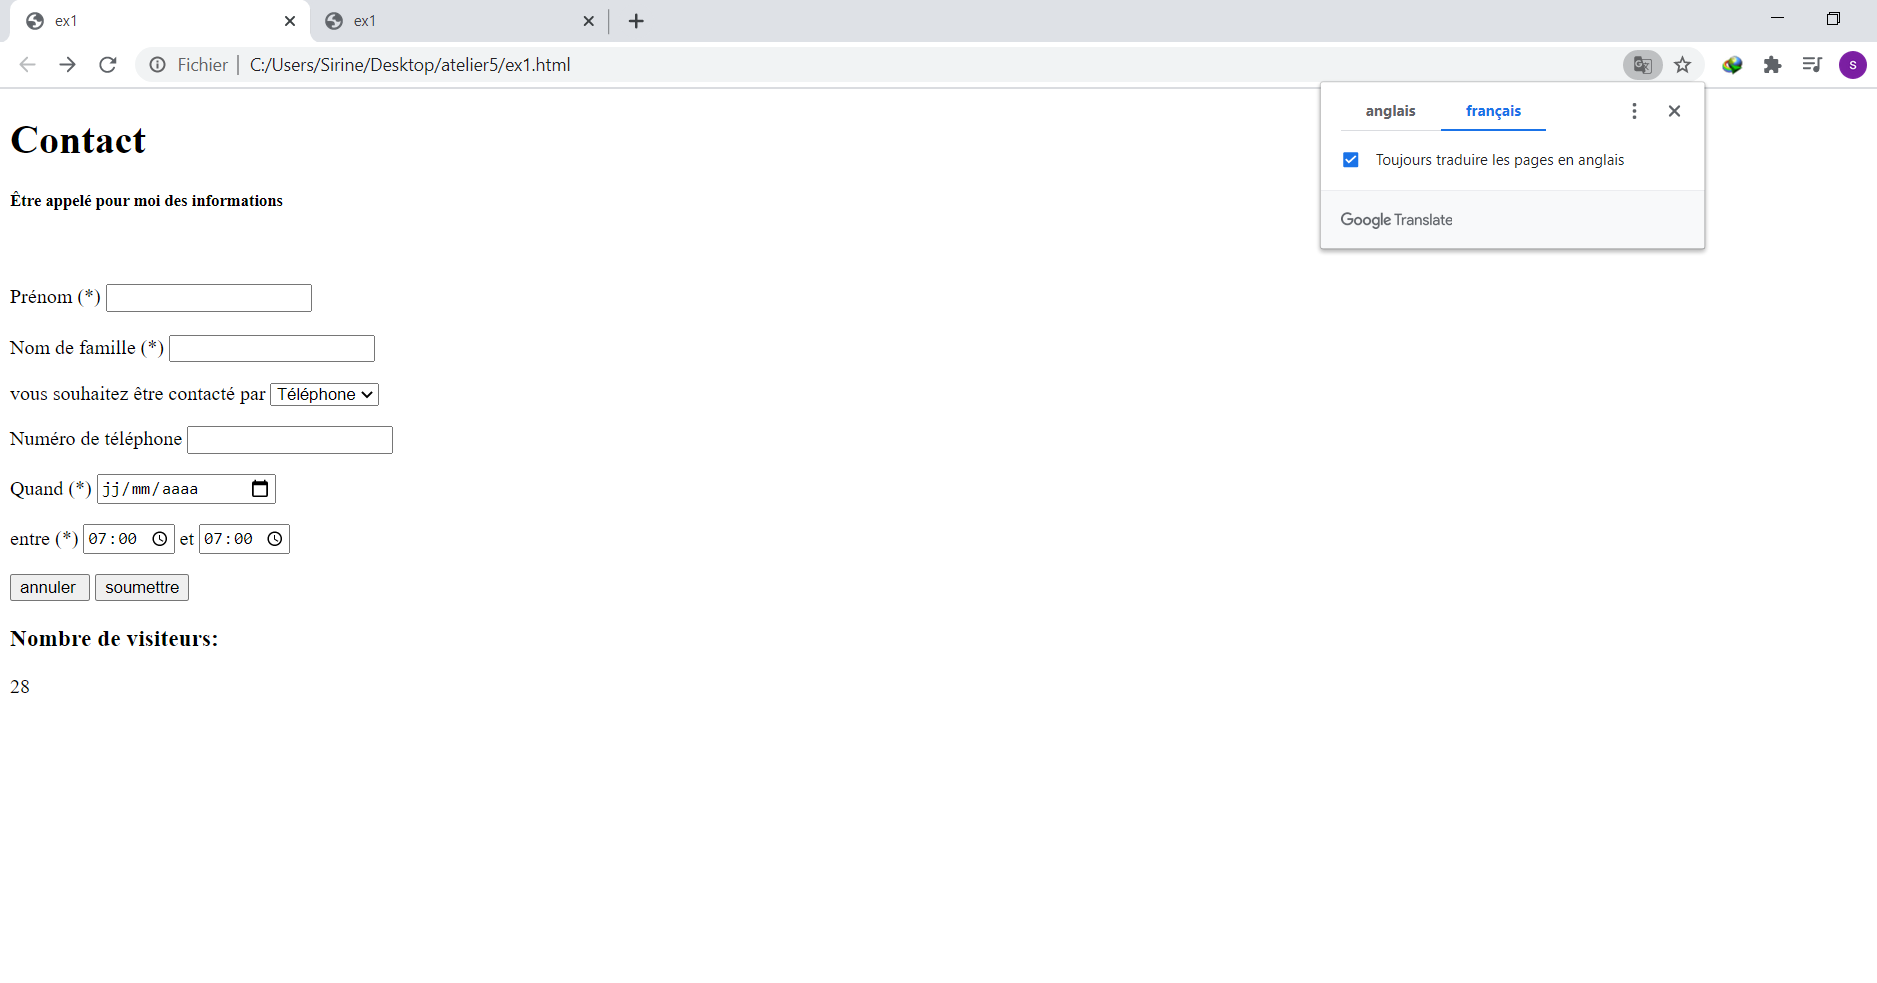 ex1
ex1
Fichier | C:/Users/Sirine/Desktop/atelier5/ex1.html
s
anglais français
Toujours traduire les pages en anglais
Google Translate
Contact
Être appelé pour moi des informations
Prénom (*)
Nom de famille (*)
vous souhaitez être contacté par Téléphone
Numéro de téléphone
Quand (*) jj/mm/aaaa
entre (*) 07:00 et 07:00
annuler soumettre
Nombre de visiteurs:
28